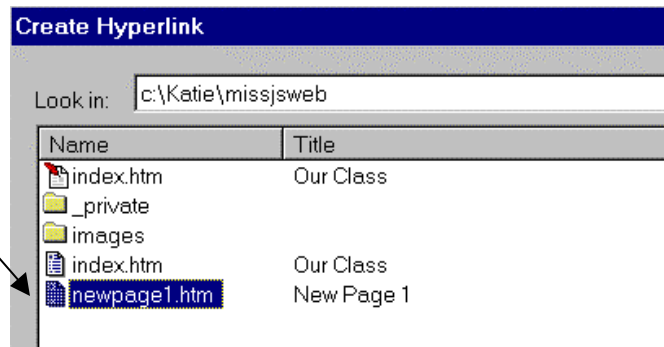 Create Hyperlink
Look in: c:\Katie\missjsweb
Name Title
index.htm Our Class
_private
images
index.htm Our Class
newpage1.htm New Page 1